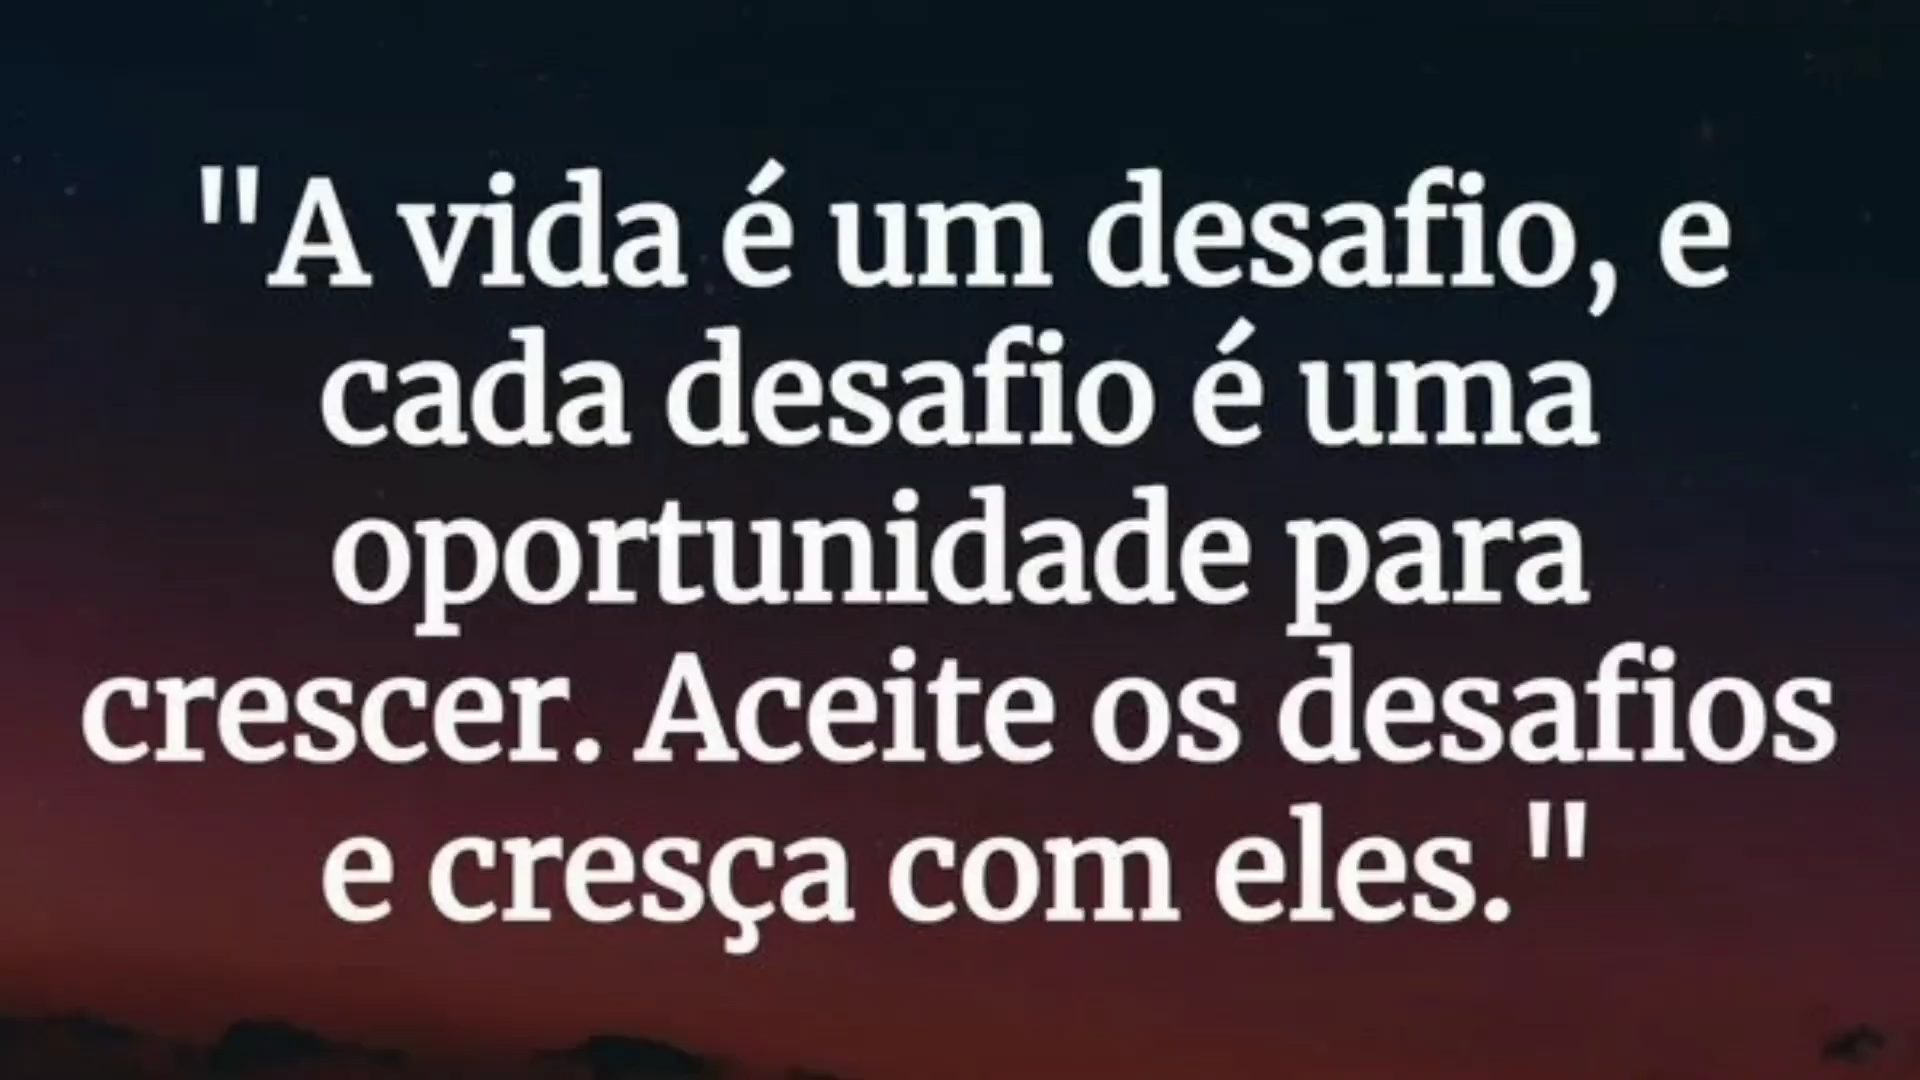 "A vida é um desafio, e
cada desafio é uma
oportunidade para
crescer. Aceite os desafios
e cresça com eles."